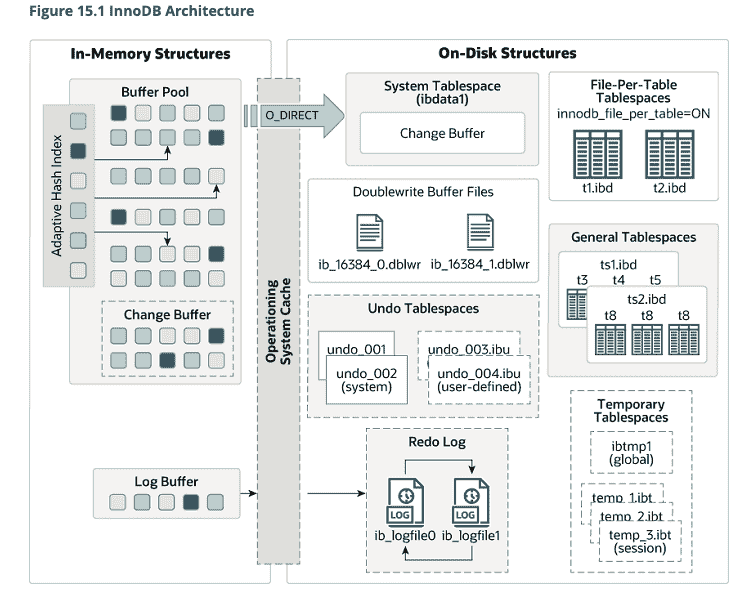 Figure 15.1 InnoDB Architecture
In-Memory Structures
Buffer Pool
Adaptive Hash Index
Change Buffer
Log Buffer
Operationing
System Cache
O_DIRECT
On-Disk Structures
System Tablespace
(ibdata1)
Change Buffer
File-Per-Table
Tablespaces
innodb_file_per_table=ON
t1.ibd
t2.ibd
Doublewrite Buffer Files
ib_16384_0.dblwr
ib_16384_1.dblwr
General Tablespaces
ts1.ibd
t3 t4 t5
ts2.ibd
t8 t8 t8
Undo Tablespaces
undo_001
undo_002
(system)
undo_003.ibu
undo_004.ibu
(user-defined)
Temporary
Tablespaces
ibtmp1
(global)
temp_1.ibt
temp_2.ibt
temp_3.ibt
(session)
Redo Log
LOG
LOG
ib_logfile0
ib_logfile1